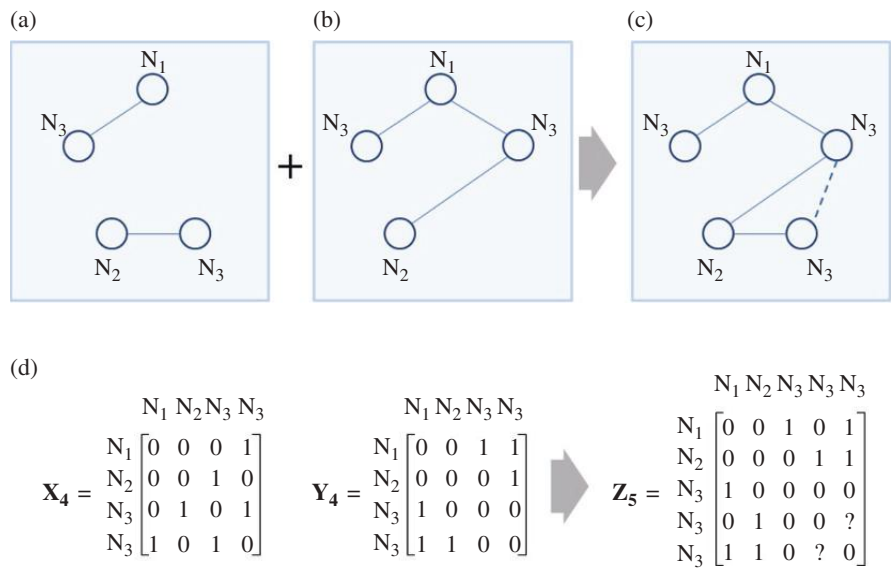 (a) (b) (c)
N₁ N₁ N₁
N₃ N₃ N₃ N₃ N₃
+
N₂ N₃ N₂ N₂ N₃
(d)
N₁ N₂ N₃ N₃ N₃
N₁ N₂ N₃ N₃ N₁ N₂ N₃ N₃
N₁ 0 0 0 1 N₁ 0 0 1 1 N₁ 0 0 1 0 1
N₂ 0 0 1 0 N₂ 0 0 0 1 N₂ 0 0 0 1 1
X₄ = Y₄ = Z₅ = N₃ 1 0 0 0 0
N₃ 0 1 0 1 N₃ 1 0 0 0 N₃ 0 1 0 0 ?
N₃ 1 0 1 0 N₃ 1 1 0 0 N₃ 1 1 0 ? 0